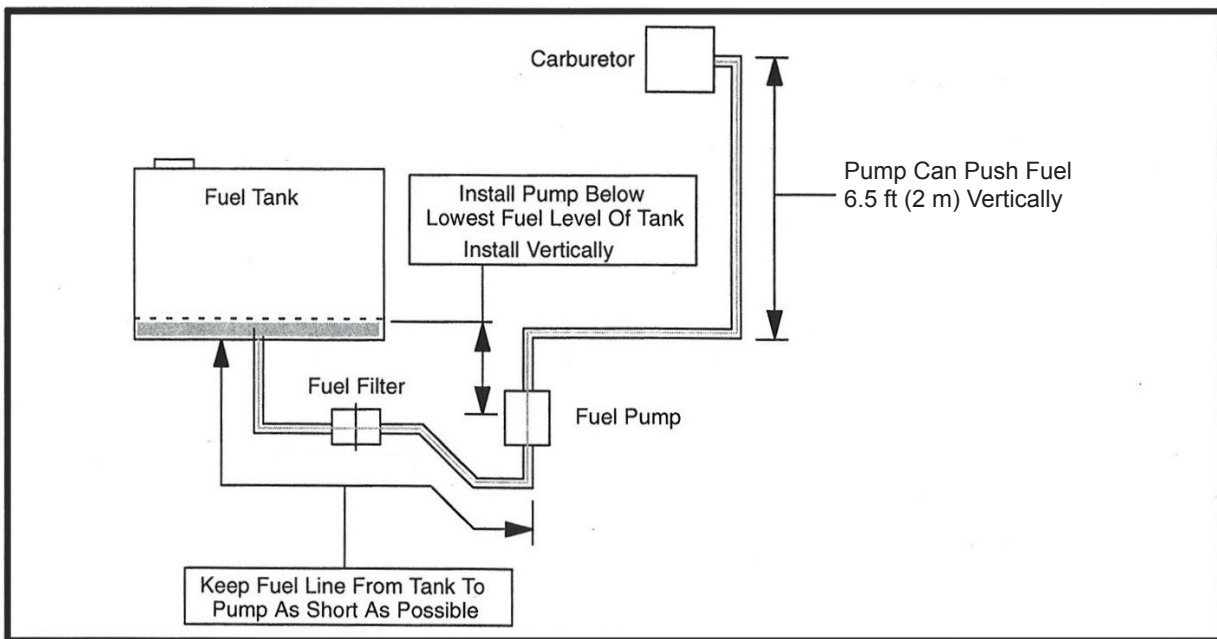 Carburetor
Pump Can Push Fuel
6.5 ft (2 m) Vertically
Fuel Tank
Install Pump Below
Lowest Fuel Level Of Tank
Install Vertically
Fuel Filter
Fuel Pump
Keep Fuel Line From Tank To
Pump As Short As Possible